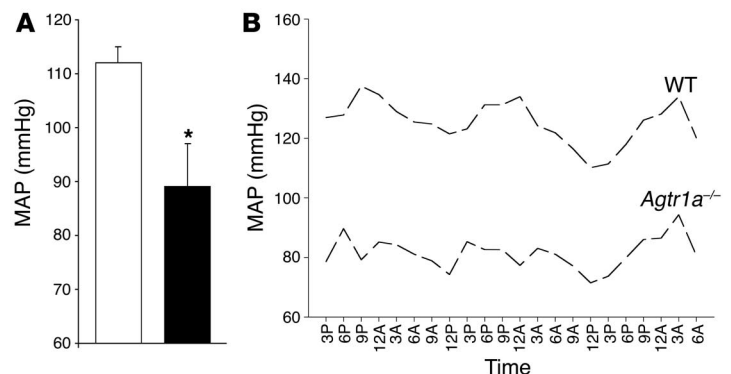 A
120
110
100
90
80
70
60
MAP (mmHg)
*
B
160
140
120
100
80
60
MAP (mmHg)
WT
Agtr1a–/–
3P 6P 9P 12A 3A 6A 9A 12P 3P 6P 9P 12A 3A 6A 9A 12P 3P 6P 9P 12A 3A 6A
Time